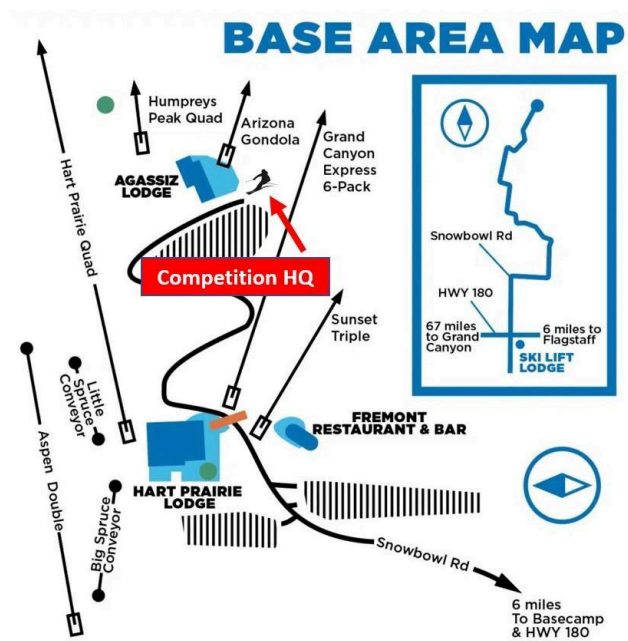 BASE AREA MAP
Humpreys
Peak Quad
Arizona
Gondola
Grand
Canyon
Express
6-Pack
AGASSIZ
LODGE
Hart Prairie Quad
Competition HQ
Snowbowl Rd
HWY 180
67 miles
to Grand
Canyon
6 miles to
Flagstaff
SKI LIFT
LODGE
Sunset
Triple
Little
Spruce
Conveyor
FREMONT
RESTAURANT & BAR
Aspen Double
HART PRAIRIE
LODGE
Big Spruce
Conveyor
Snowbowl Rd
6 miles
To Basecamp
& HWY 180